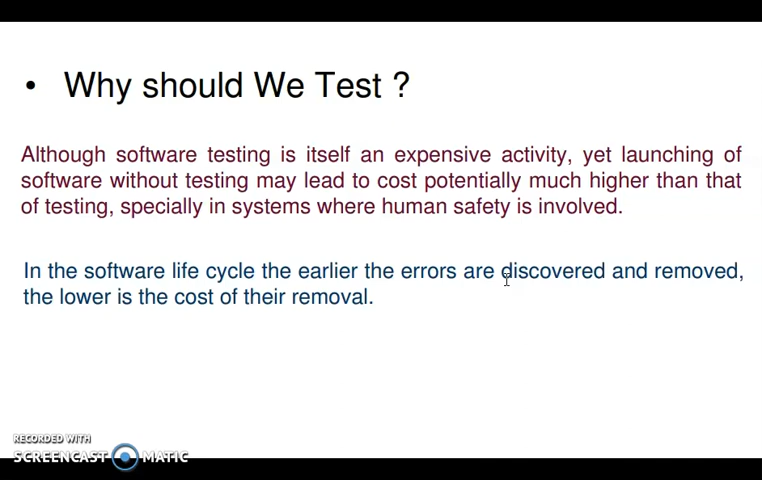 • Why should We Test ?
Although software testing is itself an expensive activity, yet launching of
software without testing may lead to cost potentially much higher than that
of testing, specially in systems where human safety is involved.
In the software life cycle the earlier the errors are discovered and removed,
the lower is the cost of their removal.
RECORDED WITH
SCREENCAST MATIC